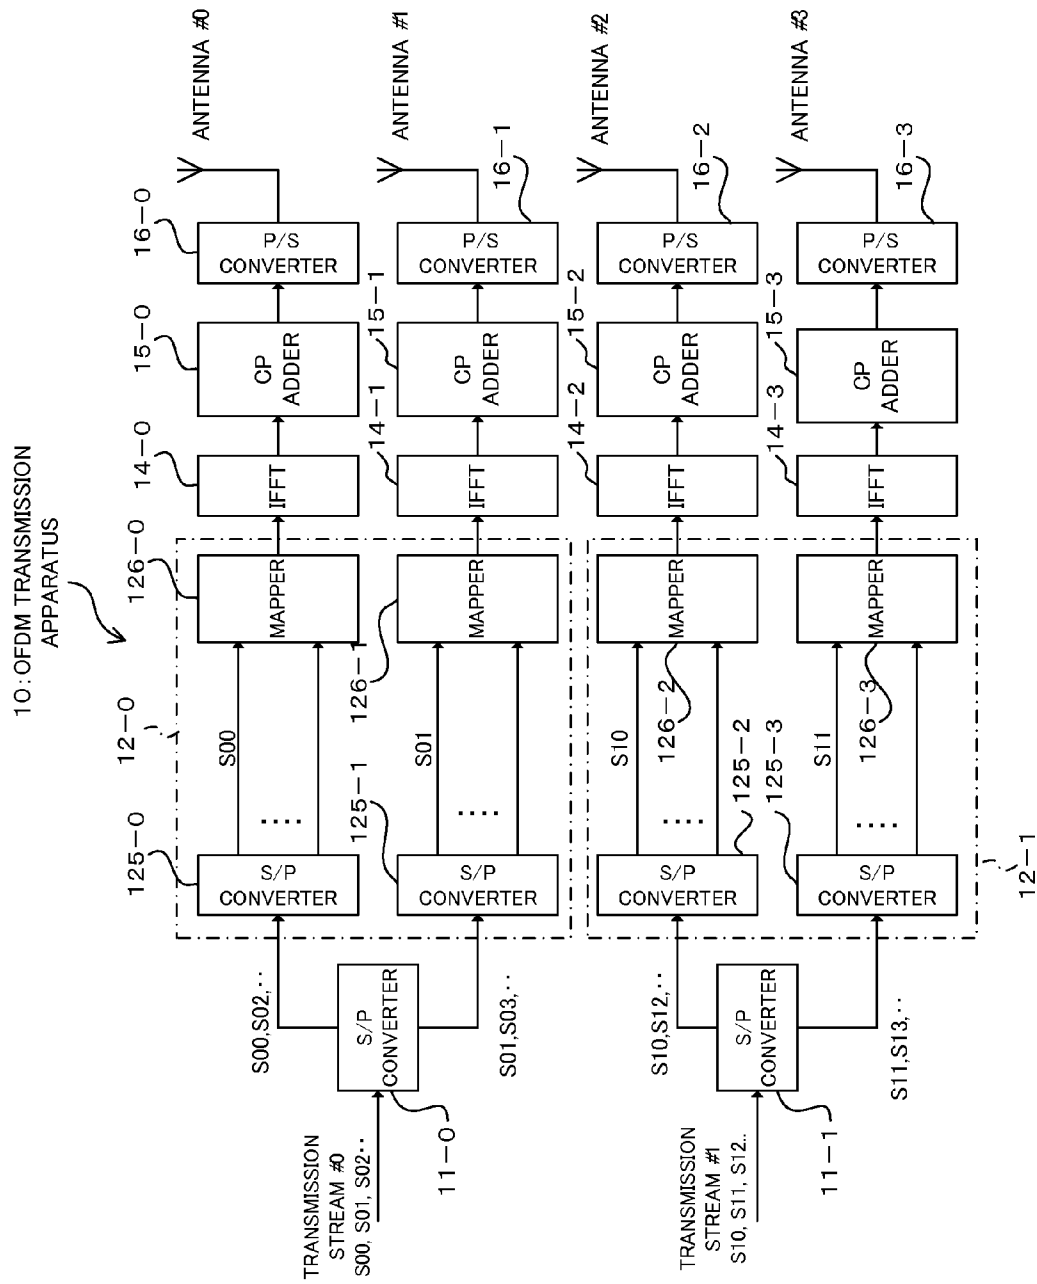 10:OFDM TRANSMISSION
APPARATUS
TRANSMISSION
STREAM #0
S00, S01, S02··
11-0
S/P
CONVERTER
S00,S02,··
S01,S03,··
12-0
125-0
S/P
CONVERTER
····
S00
126-0
MAPPER
14-0
IFFT
15-0
CP
ADDER
16-0
P/S
CONVERTER
ANTENNA #0
125-1
S/P
CONVERTER
····
S01
126-1
MAPPER
14-1
IFFT
15-1
CP
ADDER
16-1
P/S
CONVERTER
ANTENNA #1
TRANSMISSION
STREAM #1
S10, S11, S12..
11-1
S/P
CONVERTER
S10,S12,··
S11,S13,··
12-1
125-2
S/P
CONVERTER
····
S10
126-2
MAPPER
14-2
IFFT
15-2
CP
ADDER
16-2
P/S
CONVERTER
ANTENNA #2
125-3
S/P
CONVERTER
····
S11
126-3
MAPPER
14-3
IFFT
15-3
CP
ADDER
16-3
P/S
CONVERTER
ANTENNA #3